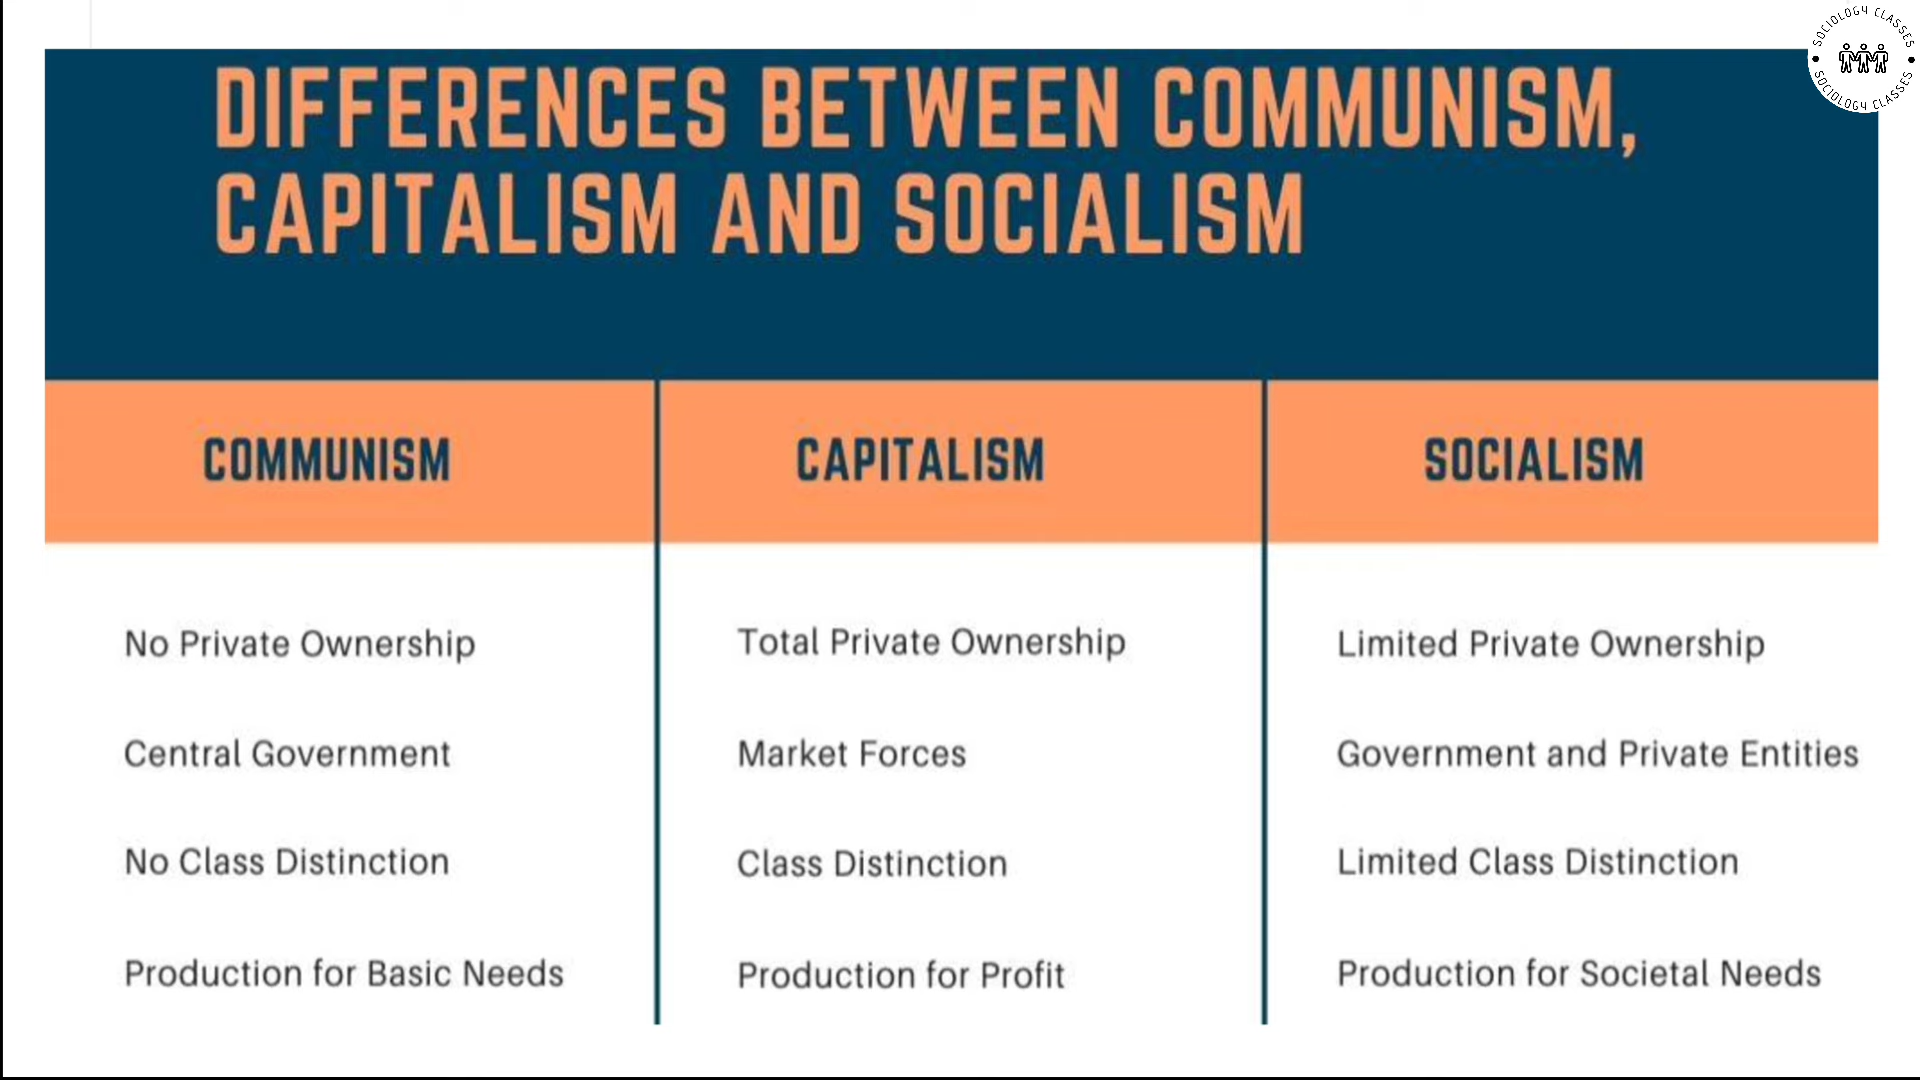 SOCIOLOGY CLASSES
SOCIOLOGY CLASSES
DIFFERENCES BETWEEN COMMUNISM,
CAPITALISM AND SOCIALISM
COMMUNISM
No Private Ownership
Central Government
No Class Distinction
Production for Basic Needs
CAPITALISM
Total Private Ownership
Market Forces
Class Distinction
Production for Profit
SOCIALISM
Limited Private Ownership
Government and Private Entities
Limited Class Distinction
Production for Societal Needs